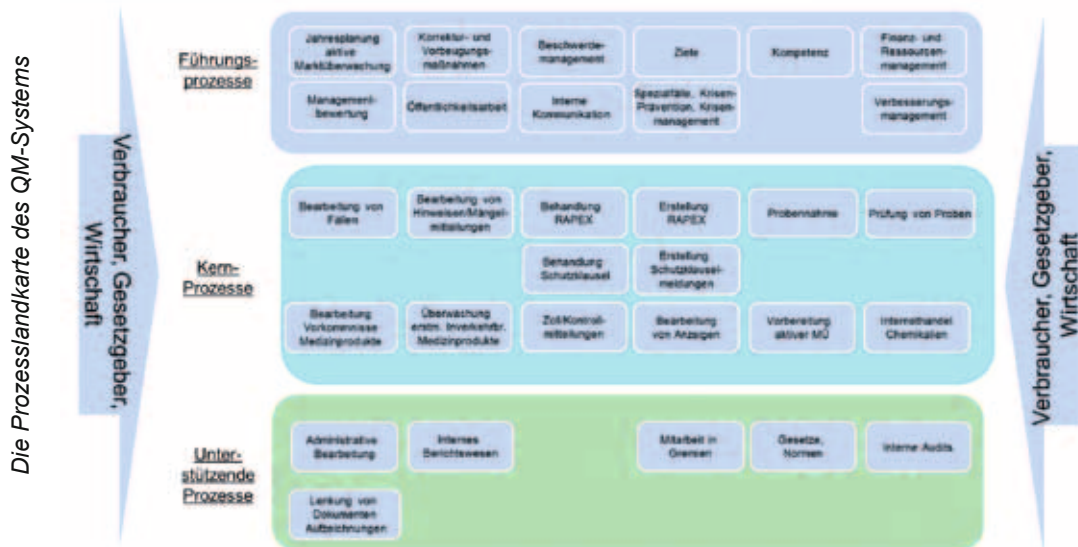 Die Prozesslandkarte des QM-Systems
Verbraucher, Gesetzgeber,
Wirtschaft
Führungs-
prozesse
Jahresplanung
aktive
Marktüberwachung
Korrektur- und
Vorbeugungs-
maßnahmen
Beschwerde-
management
Ziele
Kompetenz
Finanz- und
Ressourcen-
management
Management-
bewertung
Öffentlichkeitsarbeit
Interne
Kommunikation
Spezialfälle, Krisen-
Prävention, Krisen-
management
Verbesserungs-
management
Kern-
Prozesse
Bearbeitung von
Fällen
Bearbeitung von
Hinweisen/Mängel-
mitteilungen
Behandlung
RAPEX
Erstellung
RAPEX
Probennahme
Prüfung von Proben
Behandlung
Schutzklausel
Erstellung
Schutzklausel-
meldungen
Bearbeitung
Vorkommnisse
Medizinprodukte
Überwachung
erstm. Inverkehrbr.
Medizinprodukte
Zoll/Kontroll-
mitteilungen
Bearbeitung
von Anzeigen
Vorbereitung
aktiver MÜ
Internethandel
Chemikalien
Unter-
stützende
Prozesse
Administrative
Bearbeitung
Internes
Berichtswesen
Mitarbeit in
Gremien
Gesetze,
Normen
Interne Audits
Lenkung von
Dokumenten
Aufzeichnungen
Verbraucher, Gesetzgeber,
Wirtschaft